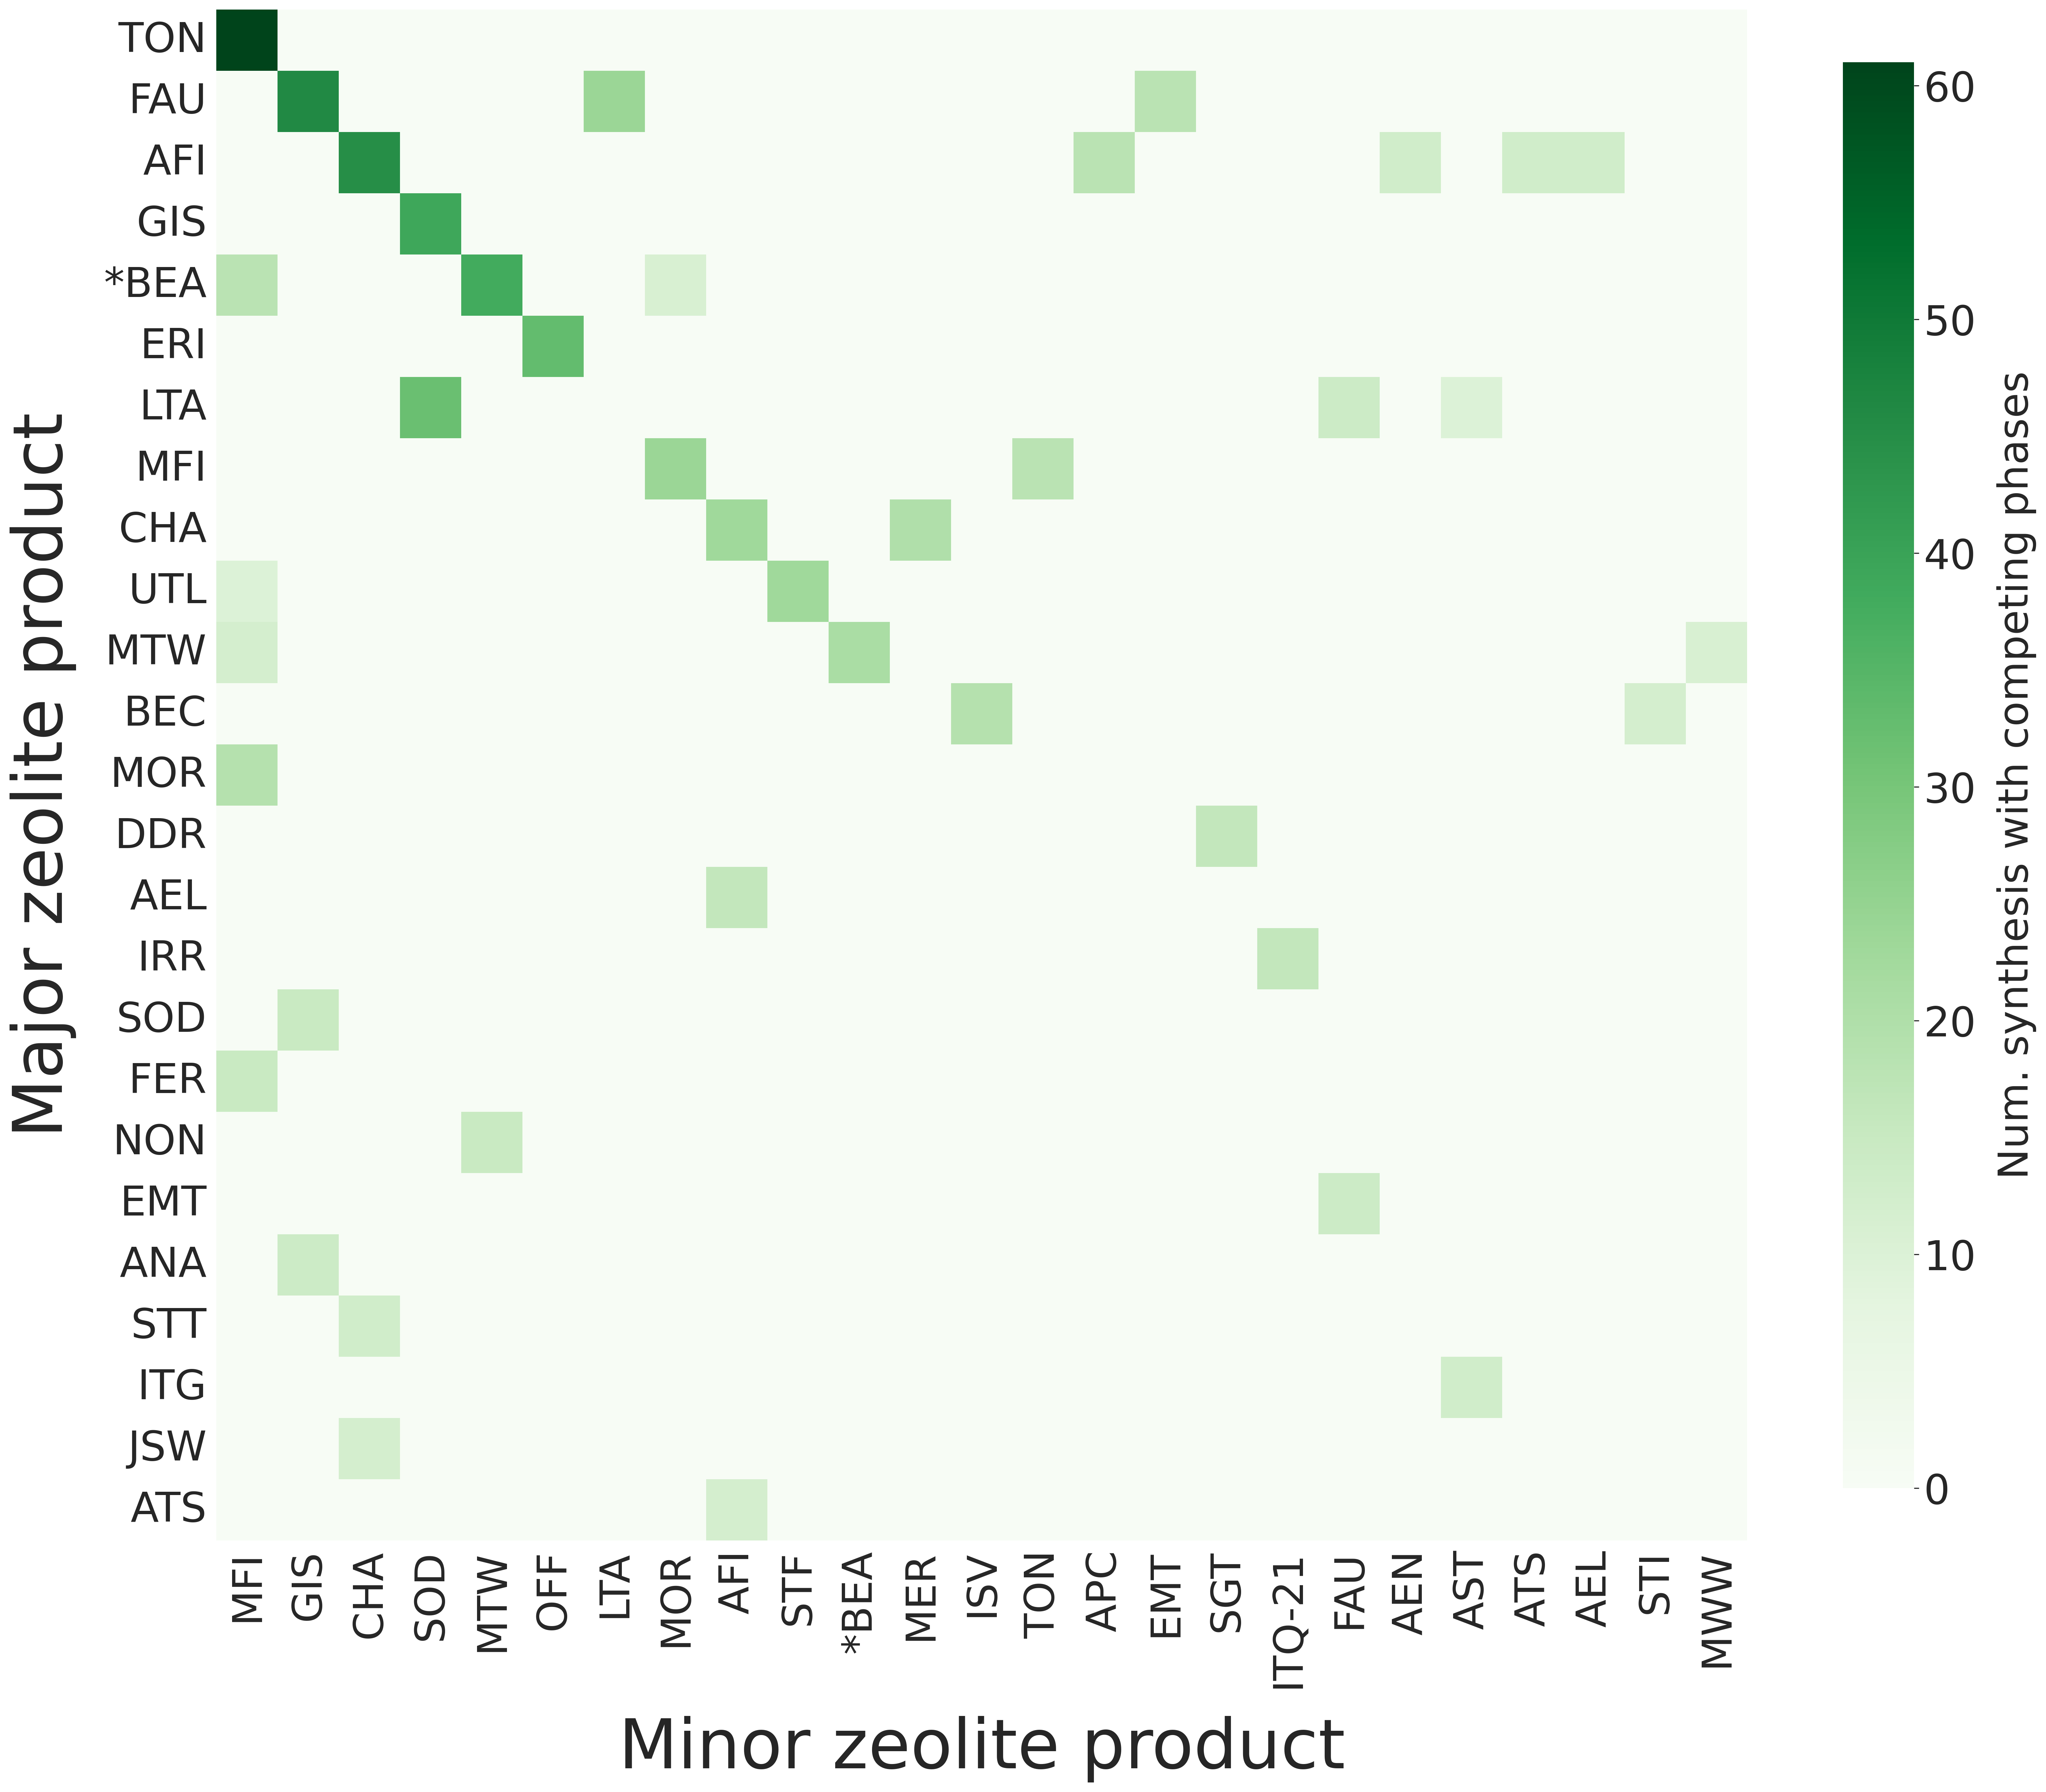 Major zeolite product
TON
FAU
AFI
GIS
*BEA
ERI
LTA
MFI
CHA
UTL
MTW
BEC
MOR
DDR
AEL
IRR
SOD
FER
NON
EMT
ANA
STT
ITG
JSW
ATS
MFI
GIS
CHA
SOD
MTW
OFF
LTA
MOR
AFI
STF
*BEA
MER
ISV
TON
APC
EMT
SGT
ITQ-21
FAU
AEN
AST
ATS
AEL
STI
MWW
Minor zeolite product
60
50
40
30
20
10
0
Num. synthesis with competing phases